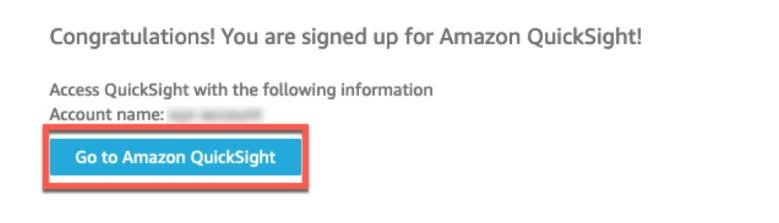 Congratulations! You are signed up for Amazon QuickSight!
Access QuickSight with the following information
Account name:
Go to Amazon QuickSight